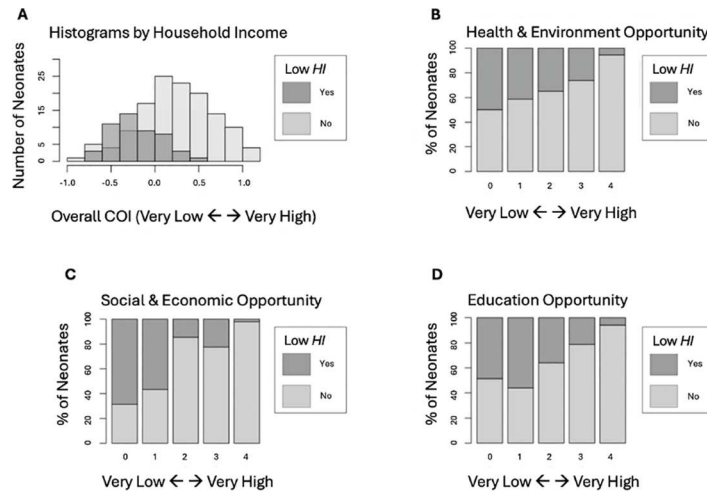 A
Histograms by Household Income
Number of Neonates
25
15
5
0
-1.0 -0.5 0.0 0.5 1.0
Overall COI (Very Low ← → Very High)
Low HI
Yes
No
B
Health & Environment Opportunity
% of Neonates
100
80
60
40
20
0
0 1 2 3 4
Very Low ← → Very High
Low HI
Yes
No
C
Social & Economic Opportunity
% of Neonates
100
80
60
40
20
0
0 1 2 3 4
Very Low ← → Very High
Low HI
Yes
No
D
Education Opportunity
% of Neonates
100
80
60
40
20
0
0 1 2 3 4
Very Low ← → Very High
Low HI
Yes
No